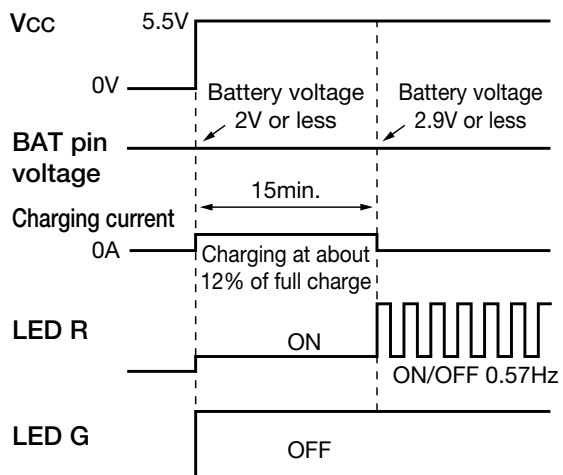 Vcc
5.5V
0V
Battery voltage
2V or less
Battery voltage
2.9V or less
BAT pin
voltage
15min.
Charging current
0A
Charging at about
12% of full charge
LED R
ON
ON/OFF 0.57Hz
LED G
OFF